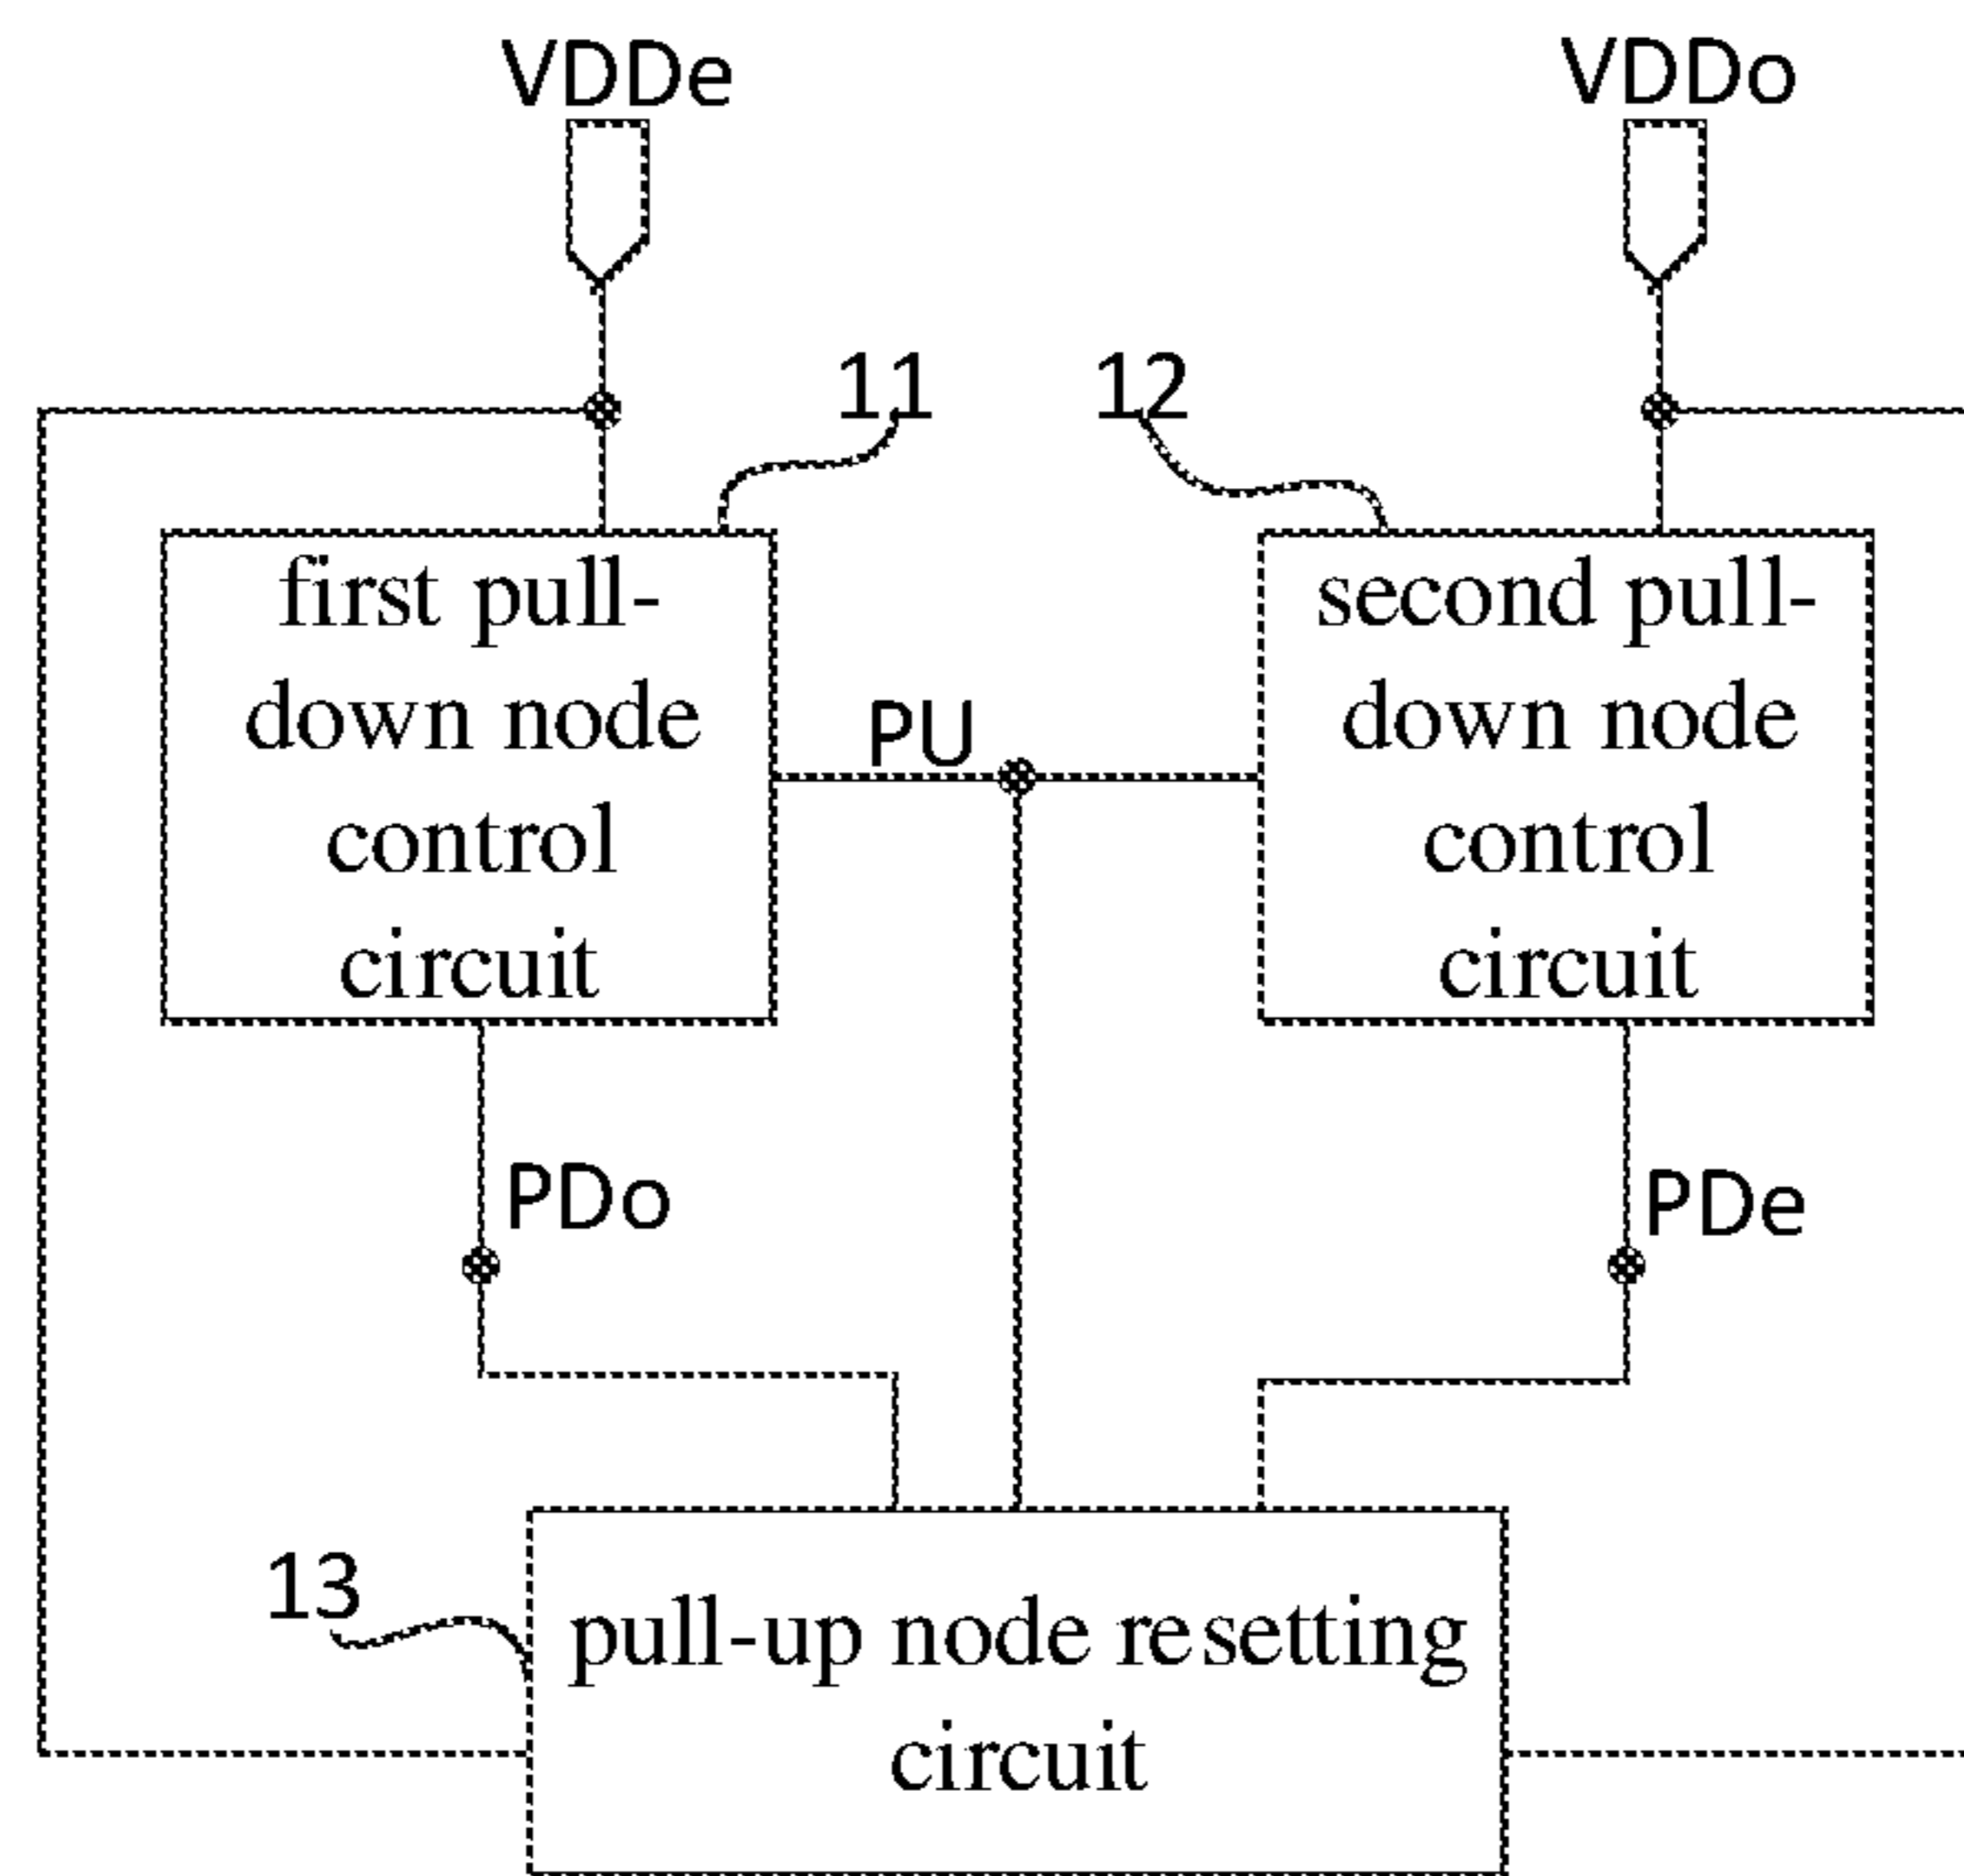 VDDe
VDDo
11
12
first pull-
down node
control
circuit
second pull-
down node
control
circuit
PU
PDo
PDe
13
pull-up node resetting
circuit